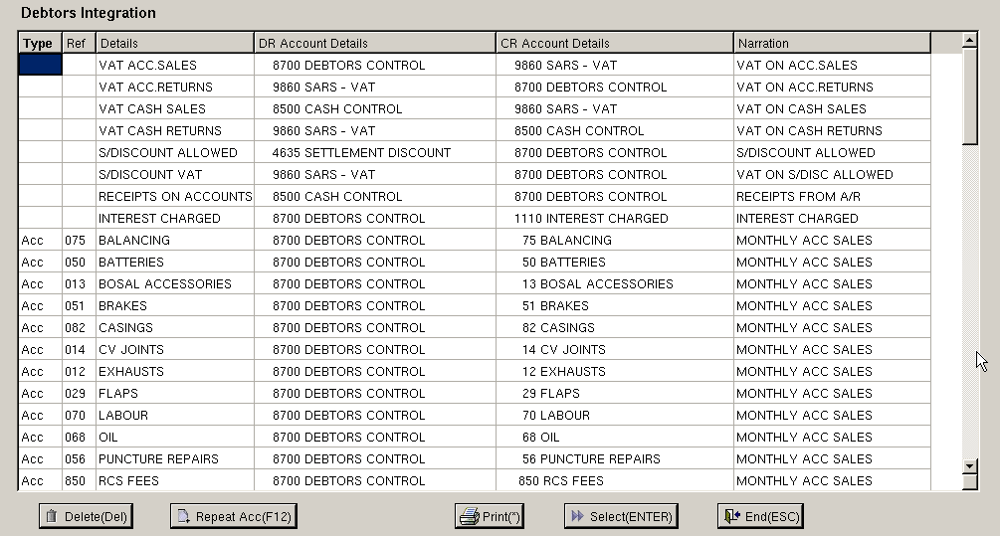 Debtors Integration
Type Ref Details DR Account Details CR Account Details Narration
VAT ACC.SALES 8700 DEBTORS CONTROL 9860 SARS - VAT VAT ON ACC.SALES
VAT ACC.RETURNS 9860 SARS - VAT 8700 DEBTORS CONTROL VAT ON ACC.RETURNS
VAT CASH SALES 8500 CASH CONTROL 9860 SARS - VAT VAT ON CASH SALES
VAT CASH RETURNS 9860 SARS - VAT 8500 CASH CONTROL VAT ON CASH RETURNS
S/DISCOUNT ALLOWED 4635 SETTLEMENT DISCOUNT 8700 DEBTORS CONTROL S/DISCOUNT ALLOWED
S/DISCOUNT VAT 9860 SARS - VAT 8700 DEBTORS CONTROL VAT ON S/DISC ALLOWED
RECEIPTS ON ACCOUNTS 8500 CASH CONTROL 8700 DEBTORS CONTROL RECEIPTS FROM A/R
INTEREST CHARGED 8700 DEBTORS CONTROL 1110 INTEREST CHARGED INTEREST CHARGED
Acc 075 BALANCING 8700 DEBTORS CONTROL 75 BALANCING MONTHLY ACC SALES
Acc 050 BATTERIES 8700 DEBTORS CONTROL 50 BATTERIES MONTHLY ACC SALES
Acc 013 BOSAL ACCESSORIES 8700 DEBTORS CONTROL 13 BOSAL ACCESSORIES MONTHLY ACC SALES
Acc 051 BRAKES 8700 DEBTORS CONTROL 51 BRAKES MONTHLY ACC SALES
Acc 082 CASINGS 8700 DEBTORS CONTROL 82 CASINGS MONTHLY ACC SALES
Acc 014 CV JOINTS 8700 DEBTORS CONTROL 14 CV JOINTS MONTHLY ACC SALES
Acc 012 EXHAUSTS 8700 DEBTORS CONTROL 12 EXHAUSTS MONTHLY ACC SALES
Acc 029 FLAPS 8700 DEBTORS CONTROL 29 FLAPS MONTHLY ACC SALES
Acc 070 LABOUR 8700 DEBTORS CONTROL 70 LABOUR MONTHLY ACC SALES
Acc 068 OIL 8700 DEBTORS CONTROL 68 OIL MONTHLY ACC SALES
Acc 056 PUNCTURE REPAIRS 8700 DEBTORS CONTROL 56 PUNCTURE REPAIRS MONTHLY ACC SALES
Acc 850 RCS FEES 8700 DEBTORS CONTROL 850 RCS FEES MONTHLY ACC SALES
Delete(Del) Repeat Acc(F12) Print(*) Select(ENTER) End(ESC)